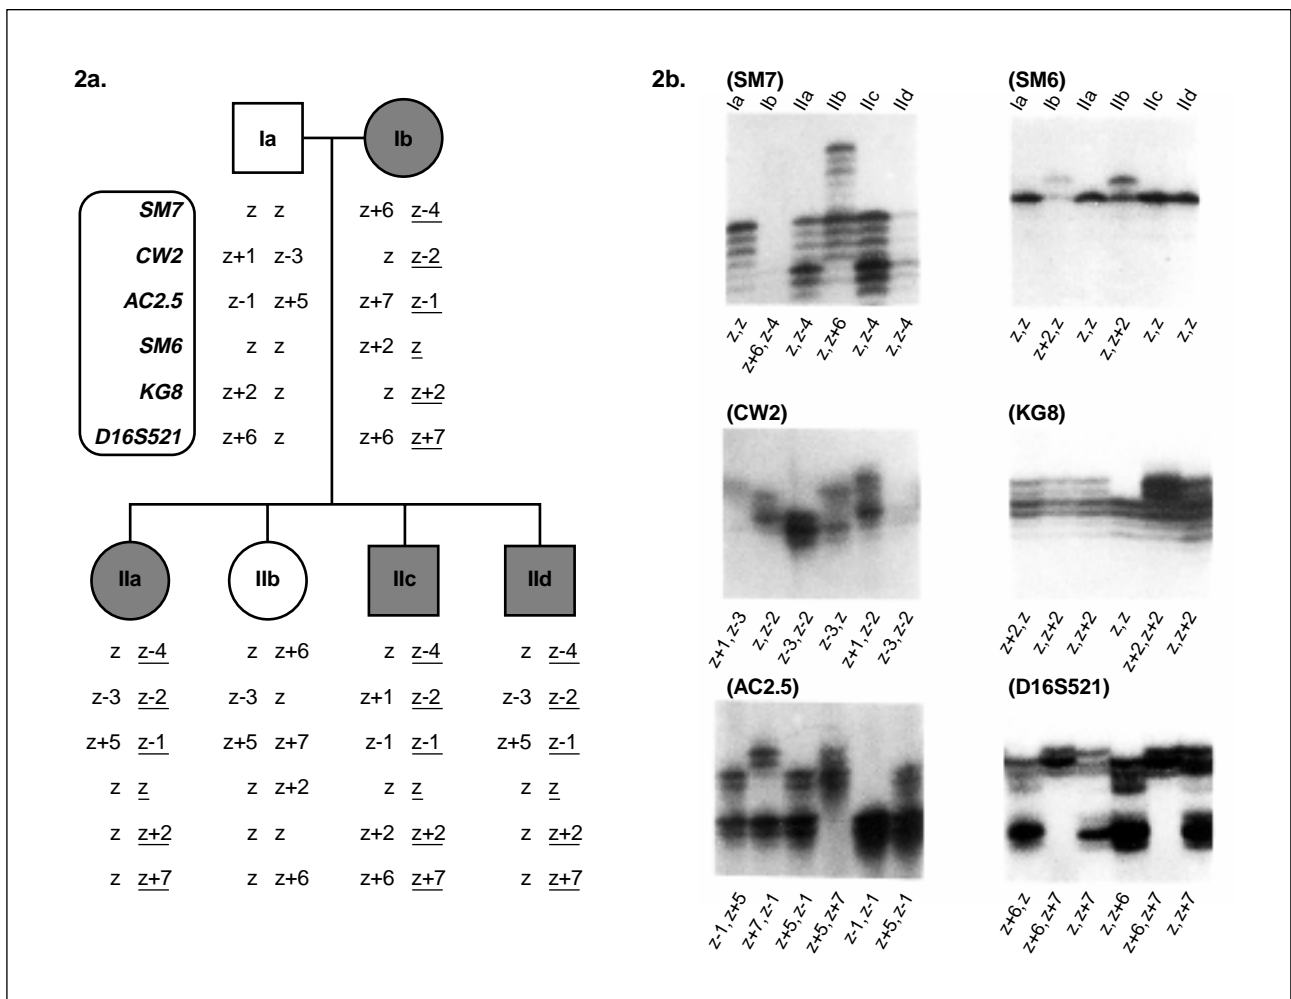 2a.
Ia Ib
SM7 z z z+6 z-4
CW2 z+1 z-3 z z-2
AC2.5 z-1 z+5 z+7 z-1
SM6 z z z+2 z
KG8 z+2 z z z+2
D16S521 z+6 z z+6 z+7
IIa IIb IIc IId
z z-4 z z+6 z z-4 z z-4
z-3 z-2 z-3 z z+1 z-2 z-3 z-2
z+5 z-1 z+5 z+7 z-1 z-1 z+5 z-1
z z z z+2 z z z z
z z+2 z z z+2 z+2 z z+2
z z+7 z z+6 z+6 z+7 z z+7
2b.
(SM7)
Ia Ib IIa IIb IIc IId
z,z z+6,z-4 z,z-4 z,z+6 z,z-4 z,z-4
(SM6)
Ia Ib IIa IIb IIc IId
z,z z+2,z z,z z,z+2 z,z z,z
(CW2)
z+1,z-3 z,z-2 z-3,z-2 z-3,z z+1,z-2 z-3,z-2
(KG8)
z+2,z z,z+2 z,z+2 z,z z+2,z+2 z,z+2
(AC2.5)
z-1,z+5 z+7,z-1 z+5,z-1 z+5,z+7 z-1,z-1 z+5,z-1
(D16S521)
z+6,z z+6,z+7 z,z+7 z,z+6 z+6,z+7 z,z+7